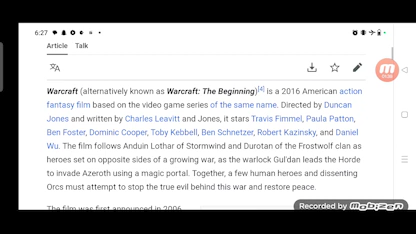 6:27
Article Talk
Warcraft (alternatively known as Warcraft: The Beginning)[4] is a 2016 American action
fantasy film based on the video game series of the same name. Directed by Duncan
Jones and written by Charles Leavitt and Jones, it stars Travis Fimmel, Paula Patton,
Ben Foster, Dominic Cooper, Toby Kebbell, Ben Schnetzer, Robert Kazinsky, and Daniel
Wu. The film follows Anduin Lothar of Stormwind and Durotan of the Frostwolf clan as
heroes set on opposite sides of a growing war, as the warlock Gul'dan leads the Horde
to invade Azeroth using a magic portal. Together, a few human heroes and dissenting
Orcs must attempt to stop the true evil behind this war and restore peace.
The film was first announced in 2006
Recorded by mobizen